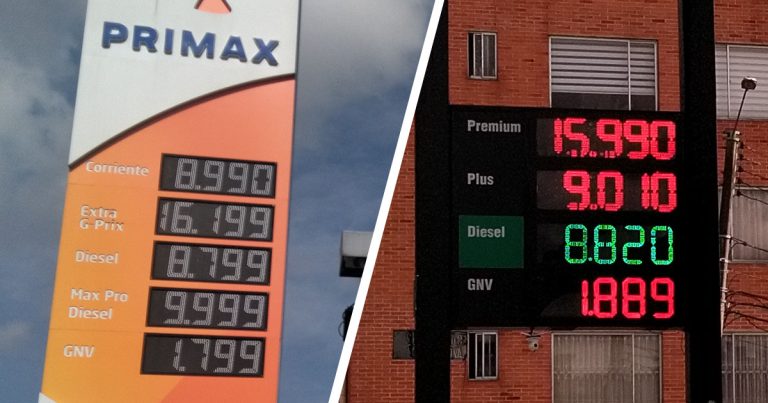 PRIMAX
Corriente 8.990
Extra
G-Prix 16.199
Diesel 8.799
Max Pro
Diesel 9.999
GNV 1.799
Premium 15.990
Plus 9.010
Diesel 8.820
GNV 1.889